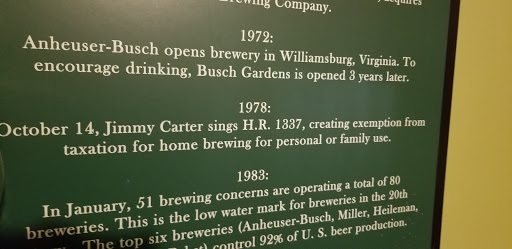 Brewing Company.
1972:
Anheuser-Busch opens brewery in Williamsburg, Virginia. To
encourage drinking, Busch Gardens is opened 3 years later.
1978:
October 14, Jimmy Carter sings H.R. 1337, creating exemption from
taxation for home brewing for personal or family use.
1983:
In January, 51 brewing concerns are operating a total of 80
breweries. This is the low water mark for breweries in the 20th
The top six breweries (Anheuser-Busch, Miller, Heileman,
control 92% of U. S. beer production.